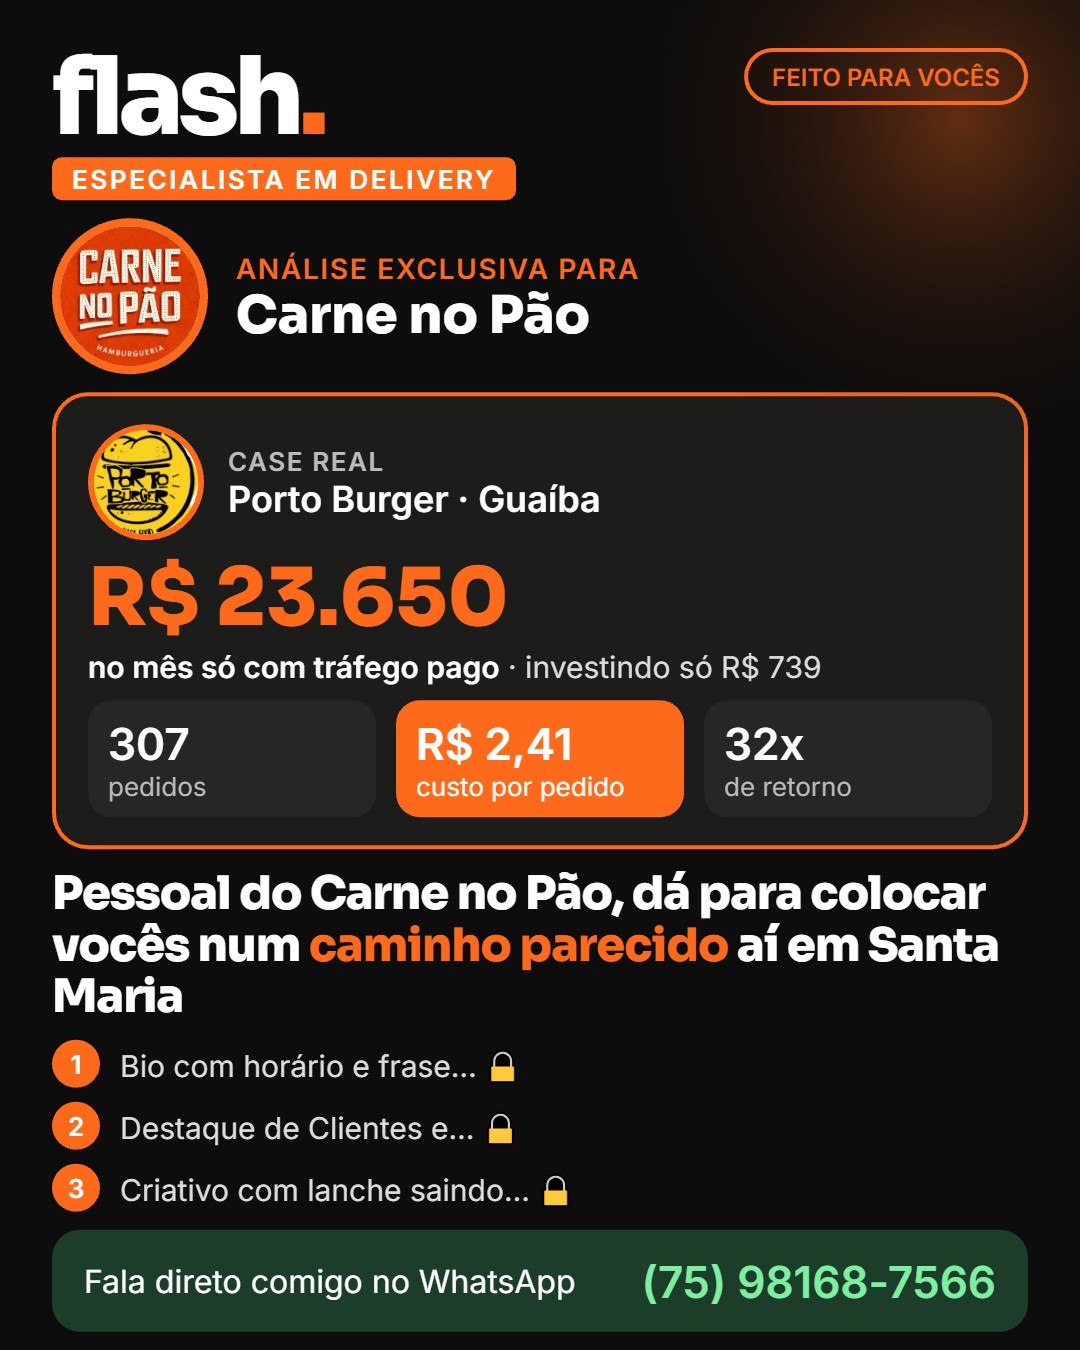 flash.
FEITO PARA VOCÊS
ESPECIALISTA EM DELIVERY
CARNE
NO PÃO
HAMBURGUERIA
ANÁLISE EXCLUSIVA PARA
Carne no Pão
PORTO
BURGER
CASE REAL
Porto Burger · Guaíba
R$ 23.650
no mês só com tráfego pago · investindo só R$ 739
307
pedidos
R$ 2,41
custo por pedido
32x
de retorno
Pessoal do Carne no Pão, dá para colocar
vocês num caminho parecido aí em Santa
Maria
1 Bio com horário e frase...
2 Destaque de Clientes e...
3 Criativo com lanche saindo...
Fala direto comigo no WhatsApp (75) 98168-7566